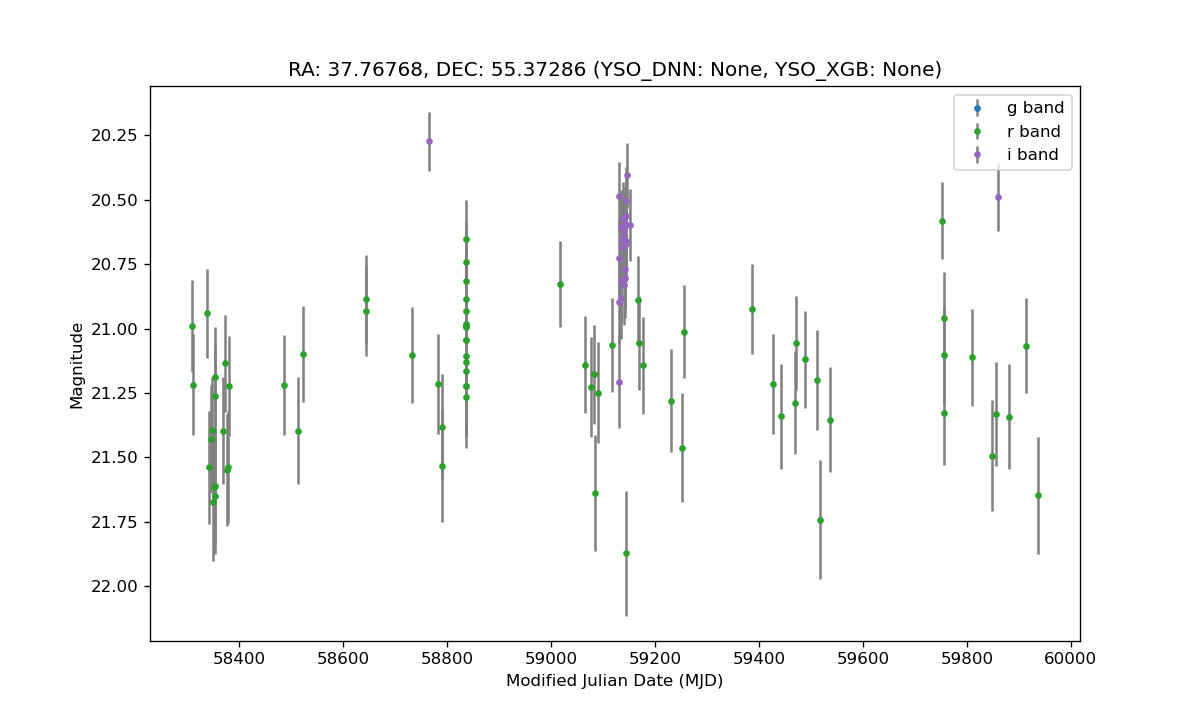 RA: 37.76768, DEC: 55.37286 (YSO_DNN: None, YSO_XGB: None)
g band
r band
i band
20.25
20.50
20.75
21.00
21.25
21.50
21.75
22.00
Magnitude
58400 58600 58800 59000 59200 59400 59600 59800 60000
Modified Julian Date (MJD)